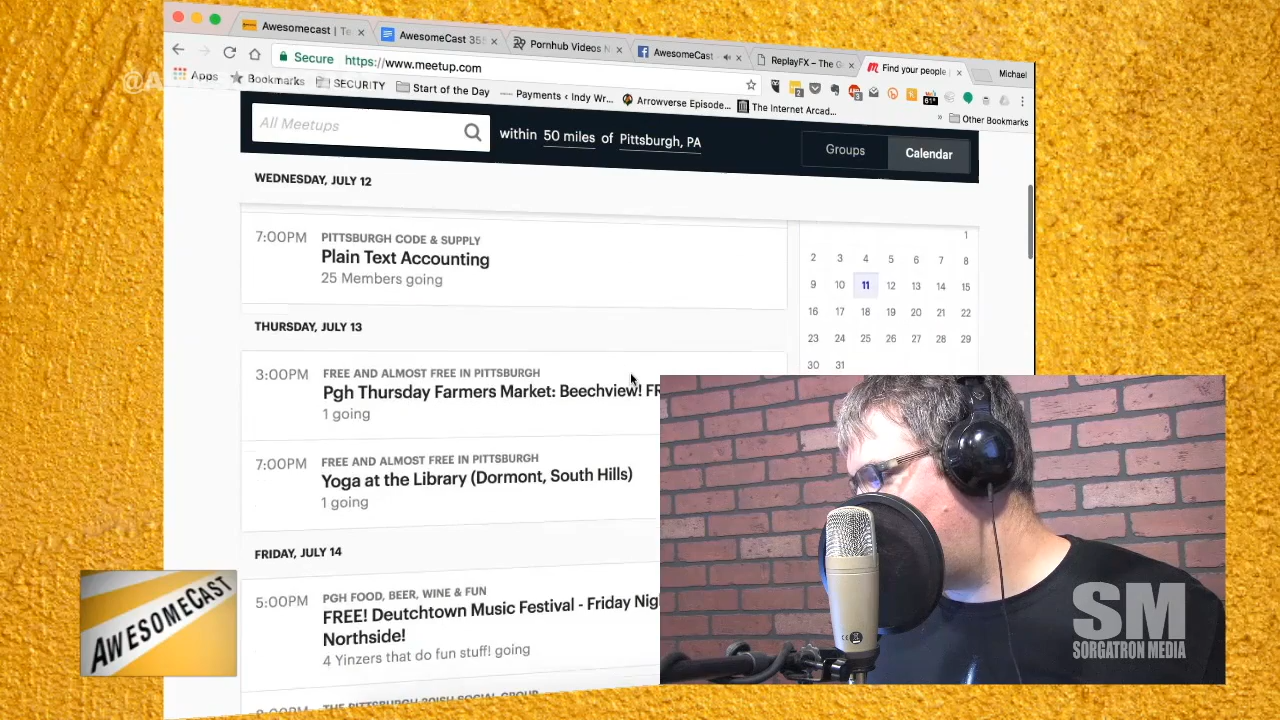 Awesomecast | Te
AwesomeCast 355
Pornhub Videos N
AwesomeCast
ReplayFX – The G
Find your people |
Michael
Secure
https://www.meetup.com
Apps
Bookmarks
SECURITY
Start of the Day
Payments ‹ Indy Wr...
Arrowverse Episode...
The Internet Arcad...
» Other Bookmarks
61°
All Meetups
within 50 miles of Pittsburgh, PA
Groups
Calendar
WEDNESDAY, JULY 12
7:00PM
PITTSBURGH CODE & SUPPLY
Plain Text Accounting
25 Members going
THURSDAY, JULY 13
3:00PM
FREE AND ALMOST FREE IN PITTSBURGH
Pgh Thursday Farmers Market: Beechview! FR
1 going
7:00PM
FREE AND ALMOST FREE IN PITTSBURGH
Yoga at the Library (Dormont, South Hills)
1 going
FRIDAY, JULY 14
5:00PM
PGH FOOD, BEER, WINE & FUN
FREE! Deutchtown Music Festival - Friday Nig
Northside!
4 Yinzers that do fun stuff! going
THE PITTSBURGH 20ISH SOCIAL GROUP
1
2 3 4 5 6 7 8
9 10 11 12 13 14 15
16 17 18 19 20 21 22
23 24 25 26 27 28 29
30 31
AWESOMECAST
SM
SORGATRON MEDIA